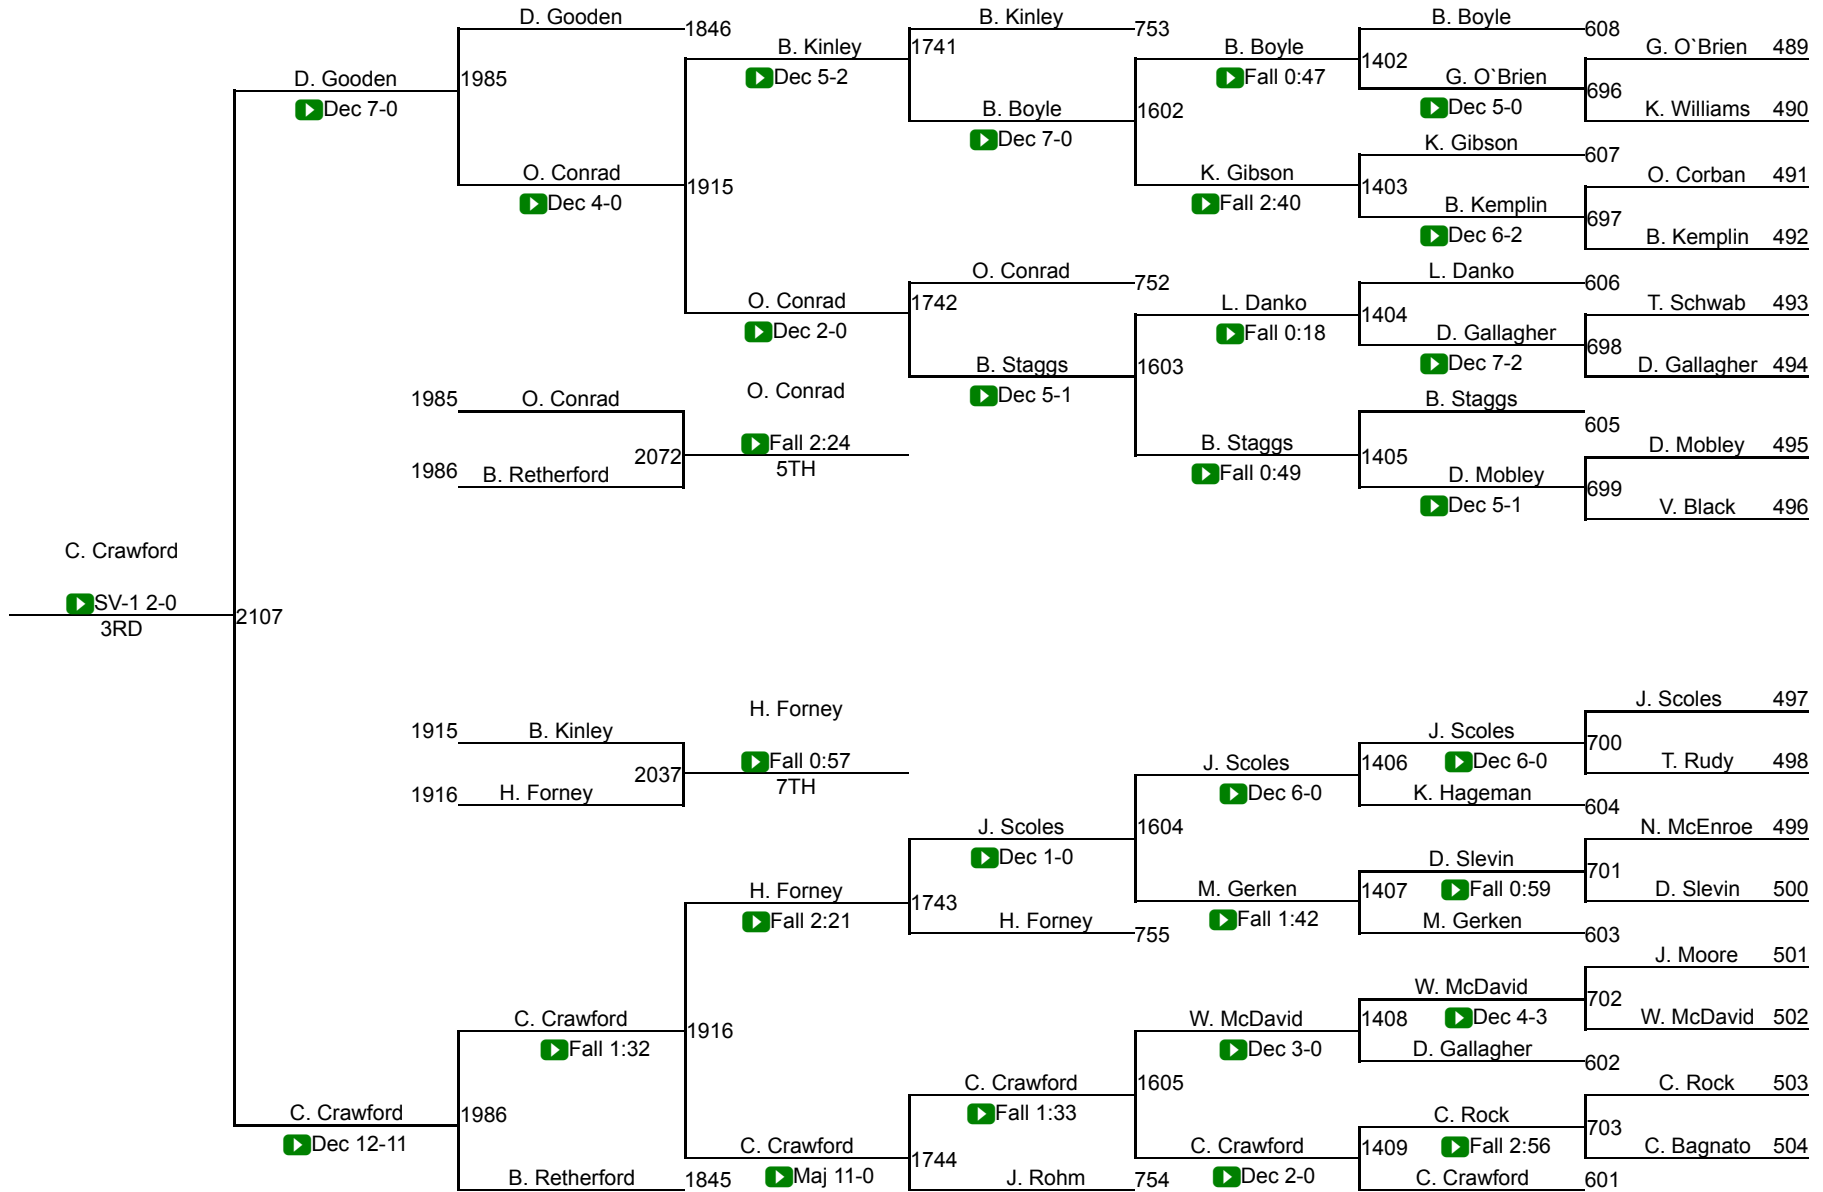 D. Gooden
B. Kinley
B. Boyle
1846
753
608
B. Kinley
1741
B. Boyle
G. O`Brien 489
D. Gooden
1985
Dec 5-2
Fall 0:47
1402
G. O`Brien
696
Dec 7-0
B. Boyle
1602
Dec 5-0
K. Williams 490
Dec 7-0
K. Gibson
607
O. Conrad
1915
K. Gibson
1403
O. Corban 491
Dec 4-0
Fall 2:40
B. Kemplin
697
Dec 6-2
B. Kemplin 492
O. Conrad
752
L. Danko
606
O. Conrad
1742
L. Danko
T. Schwab 493
Dec 2-0
Fall 0:18
1404
D. Gallagher
698
B. Staggs
1603
Dec 7-2
D. Gallagher 494
O. Conrad
Dec 5-1
1985
O. Conrad
B. Staggs
605
Fall 2:24
B. Staggs
D. Mobley 495
1986
B. Retherford
2072
5TH
Fall 0:49
1405
D. Mobley
699
Dec 5-1
V. Black 496
C. Crawford
SV-1 2-0
2107
3RD
J. Scoles 497
H. Forney
1915
B. Kinley
J. Scoles
700
Fall 0:57
J. Scoles
1406
Dec 6-0
T. Rudy 498
1916
H. Forney
2037
7TH
Dec 6-0
K. Hageman
604
J. Scoles
1604
N. McEnroe 499
Dec 1-0
D. Slevin
701
H. Forney
1743
M. Gerken
1407
Fall 0:59
D. Slevin 500
Fall 2:21
H. Forney
755
Fall 1:42
M. Gerken
603
J. Moore 501
W. McDavid
702
C. Crawford
1916
W. McDavid
1408
Dec 4-3
W. McDavid 502
Fall 1:32
Dec 3-0
D. Gallagher
602
C. Crawford
1605
C. Rock 503
C. Crawford
1986
Fall 1:33
C. Rock
703
Dec 12-11
C. Crawford
1744
C. Crawford
1409
Fall 2:56
C. Bagnato 504
B. Retherford
1845
Maj 11-0
J. Rohm
754
Dec 2-0
C. Crawford
601